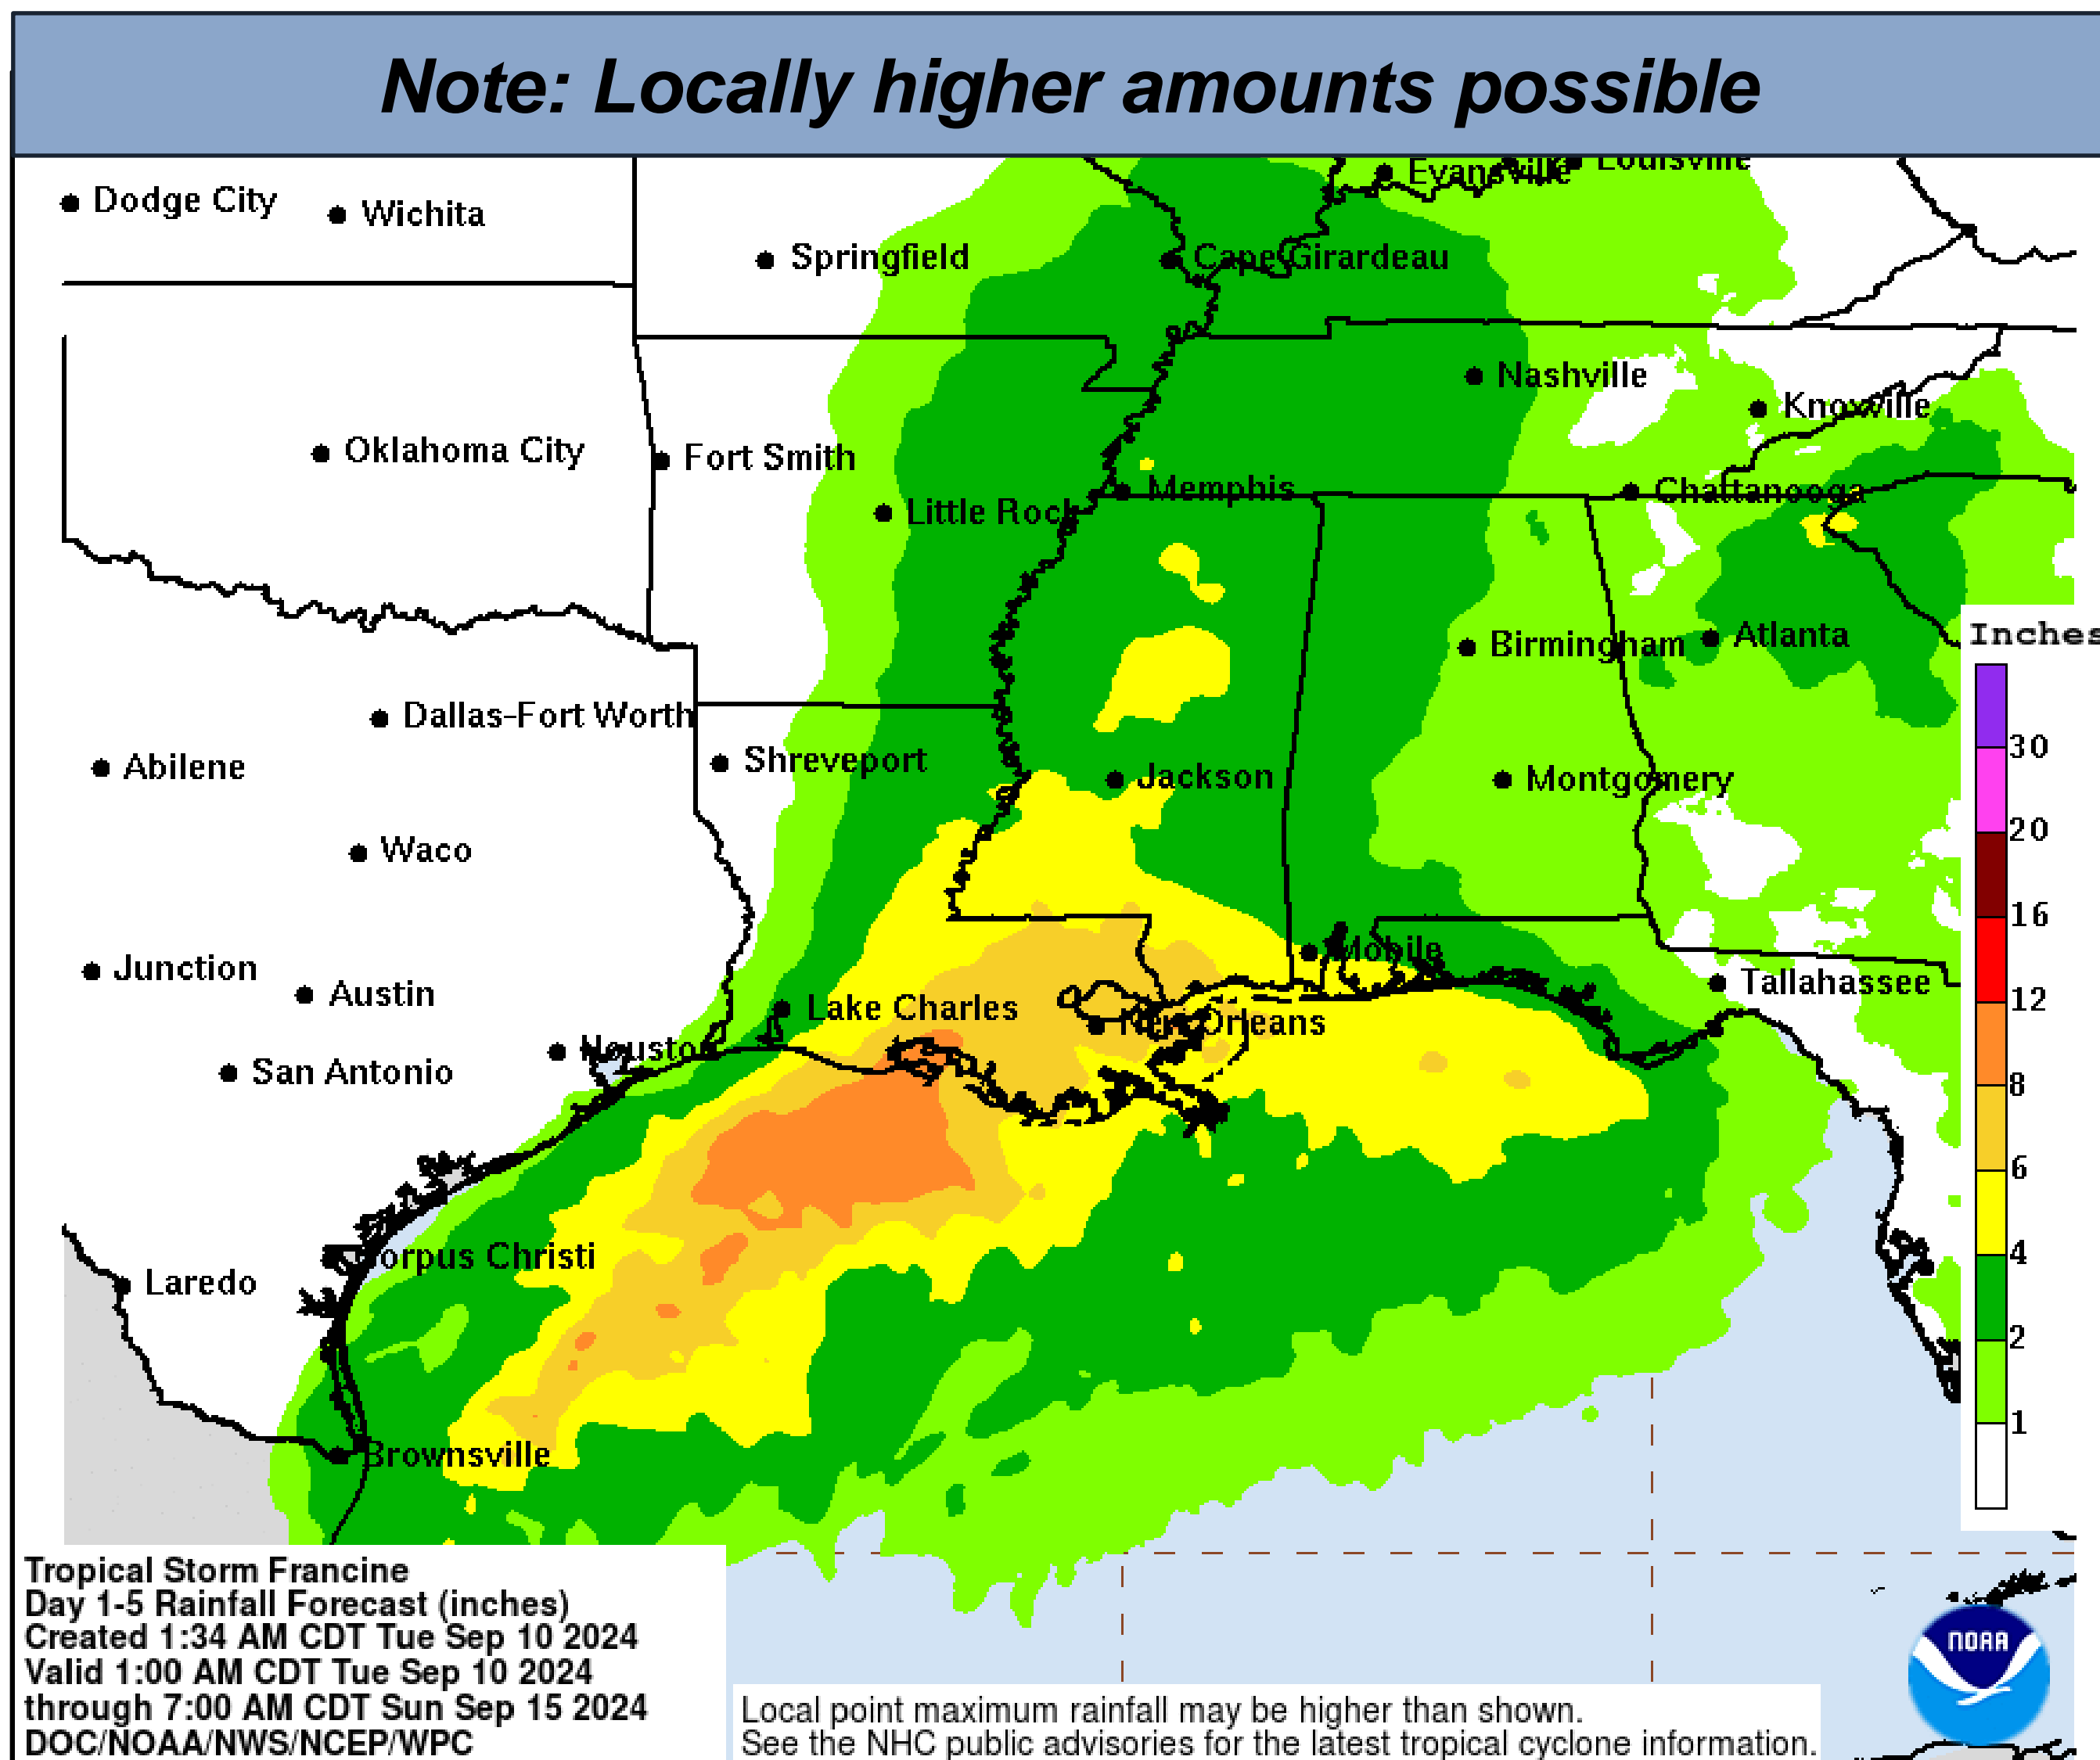 Note: Locally higher amounts possible
Evansville
Louisville
Dodge City
Wichita
Springfield
Cape Girardeau
Nashville
Knoxville
Oklahoma City
Fort Smith
Memphis
Chattanooga
Little Rock
Birmingham
Atlanta
Inches
Dallas-Fort Worth
Shreveport
Abilene
Jackson
Montgomery
30
20
Waco
16
Mobile
Junction
Austin
Tallahassee
Lake Charles
New Orleans
12
Houston
San Antonio
8
6
Corpus Christi
4
Laredo
2
1
Brownsville
Tropical Storm Francine
Day 1-5 Rainfall Forecast (inches)
Created 1:34 AM CDT Tue Sep 10 2024
Valid 1:00 AM CDT Tue Sep 10 2024
through 7:00 AM CDT Sun Sep 15 2024
DOC/NOAA/NWS/NCEP/WPC
Local point maximum rainfall may be higher than shown.
See the NHC public advisories for the latest tropical cyclone information.
NOAA